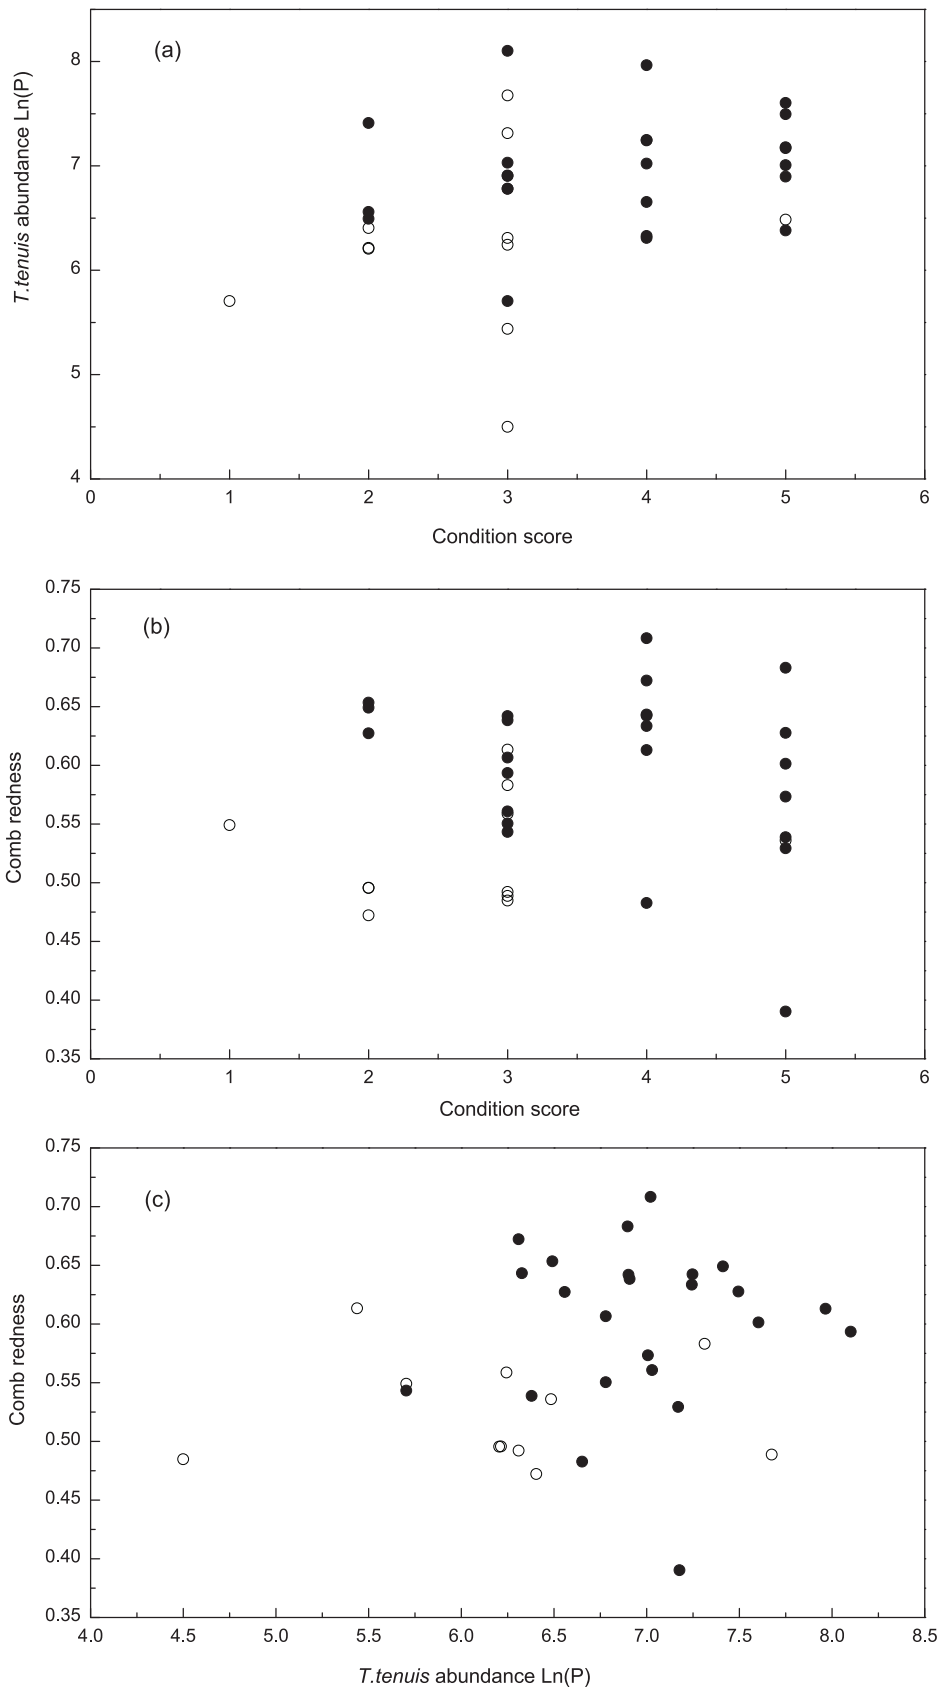 (a)
T.tenuis abundance Ln(P)
8
7
6
5
4
0 1 2 3 4 5 6
Condition score
(b)
Comb redness
0.75
0.70
0.65
0.60
0.55
0.50
0.45
0.40
0.35
0 1 2 3 4 5 6
Condition score
(c)
Comb redness
0.75
0.70
0.65
0.60
0.55
0.50
0.45
0.40
0.35
4.0 4.5 5.0 5.5 6.0 6.5 7.0 7.5 8.0 8.5
T.tenuis abundance Ln(P)